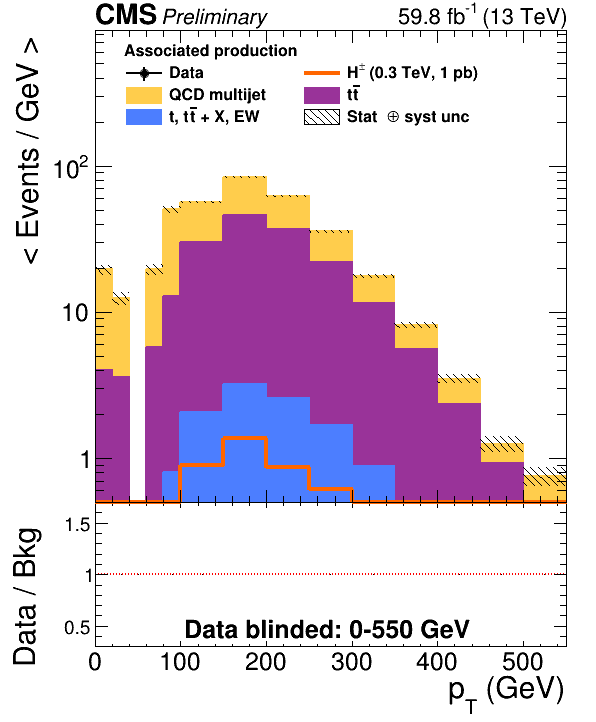 CMS Preliminary 59.8 fb⁻¹ (13 TeV)
Associated production
Data H± (0.3 TeV, 1 pb)
QCD multijet tt̅
t, tt̅ + X, EW Stat ⊕ syst unc
< Events / GeV >
10²
10
1
Data / Bkg
1.5
1
0.5
Data blinded: 0-550 GeV
0 100 200 300 400 500
p_T (GeV)